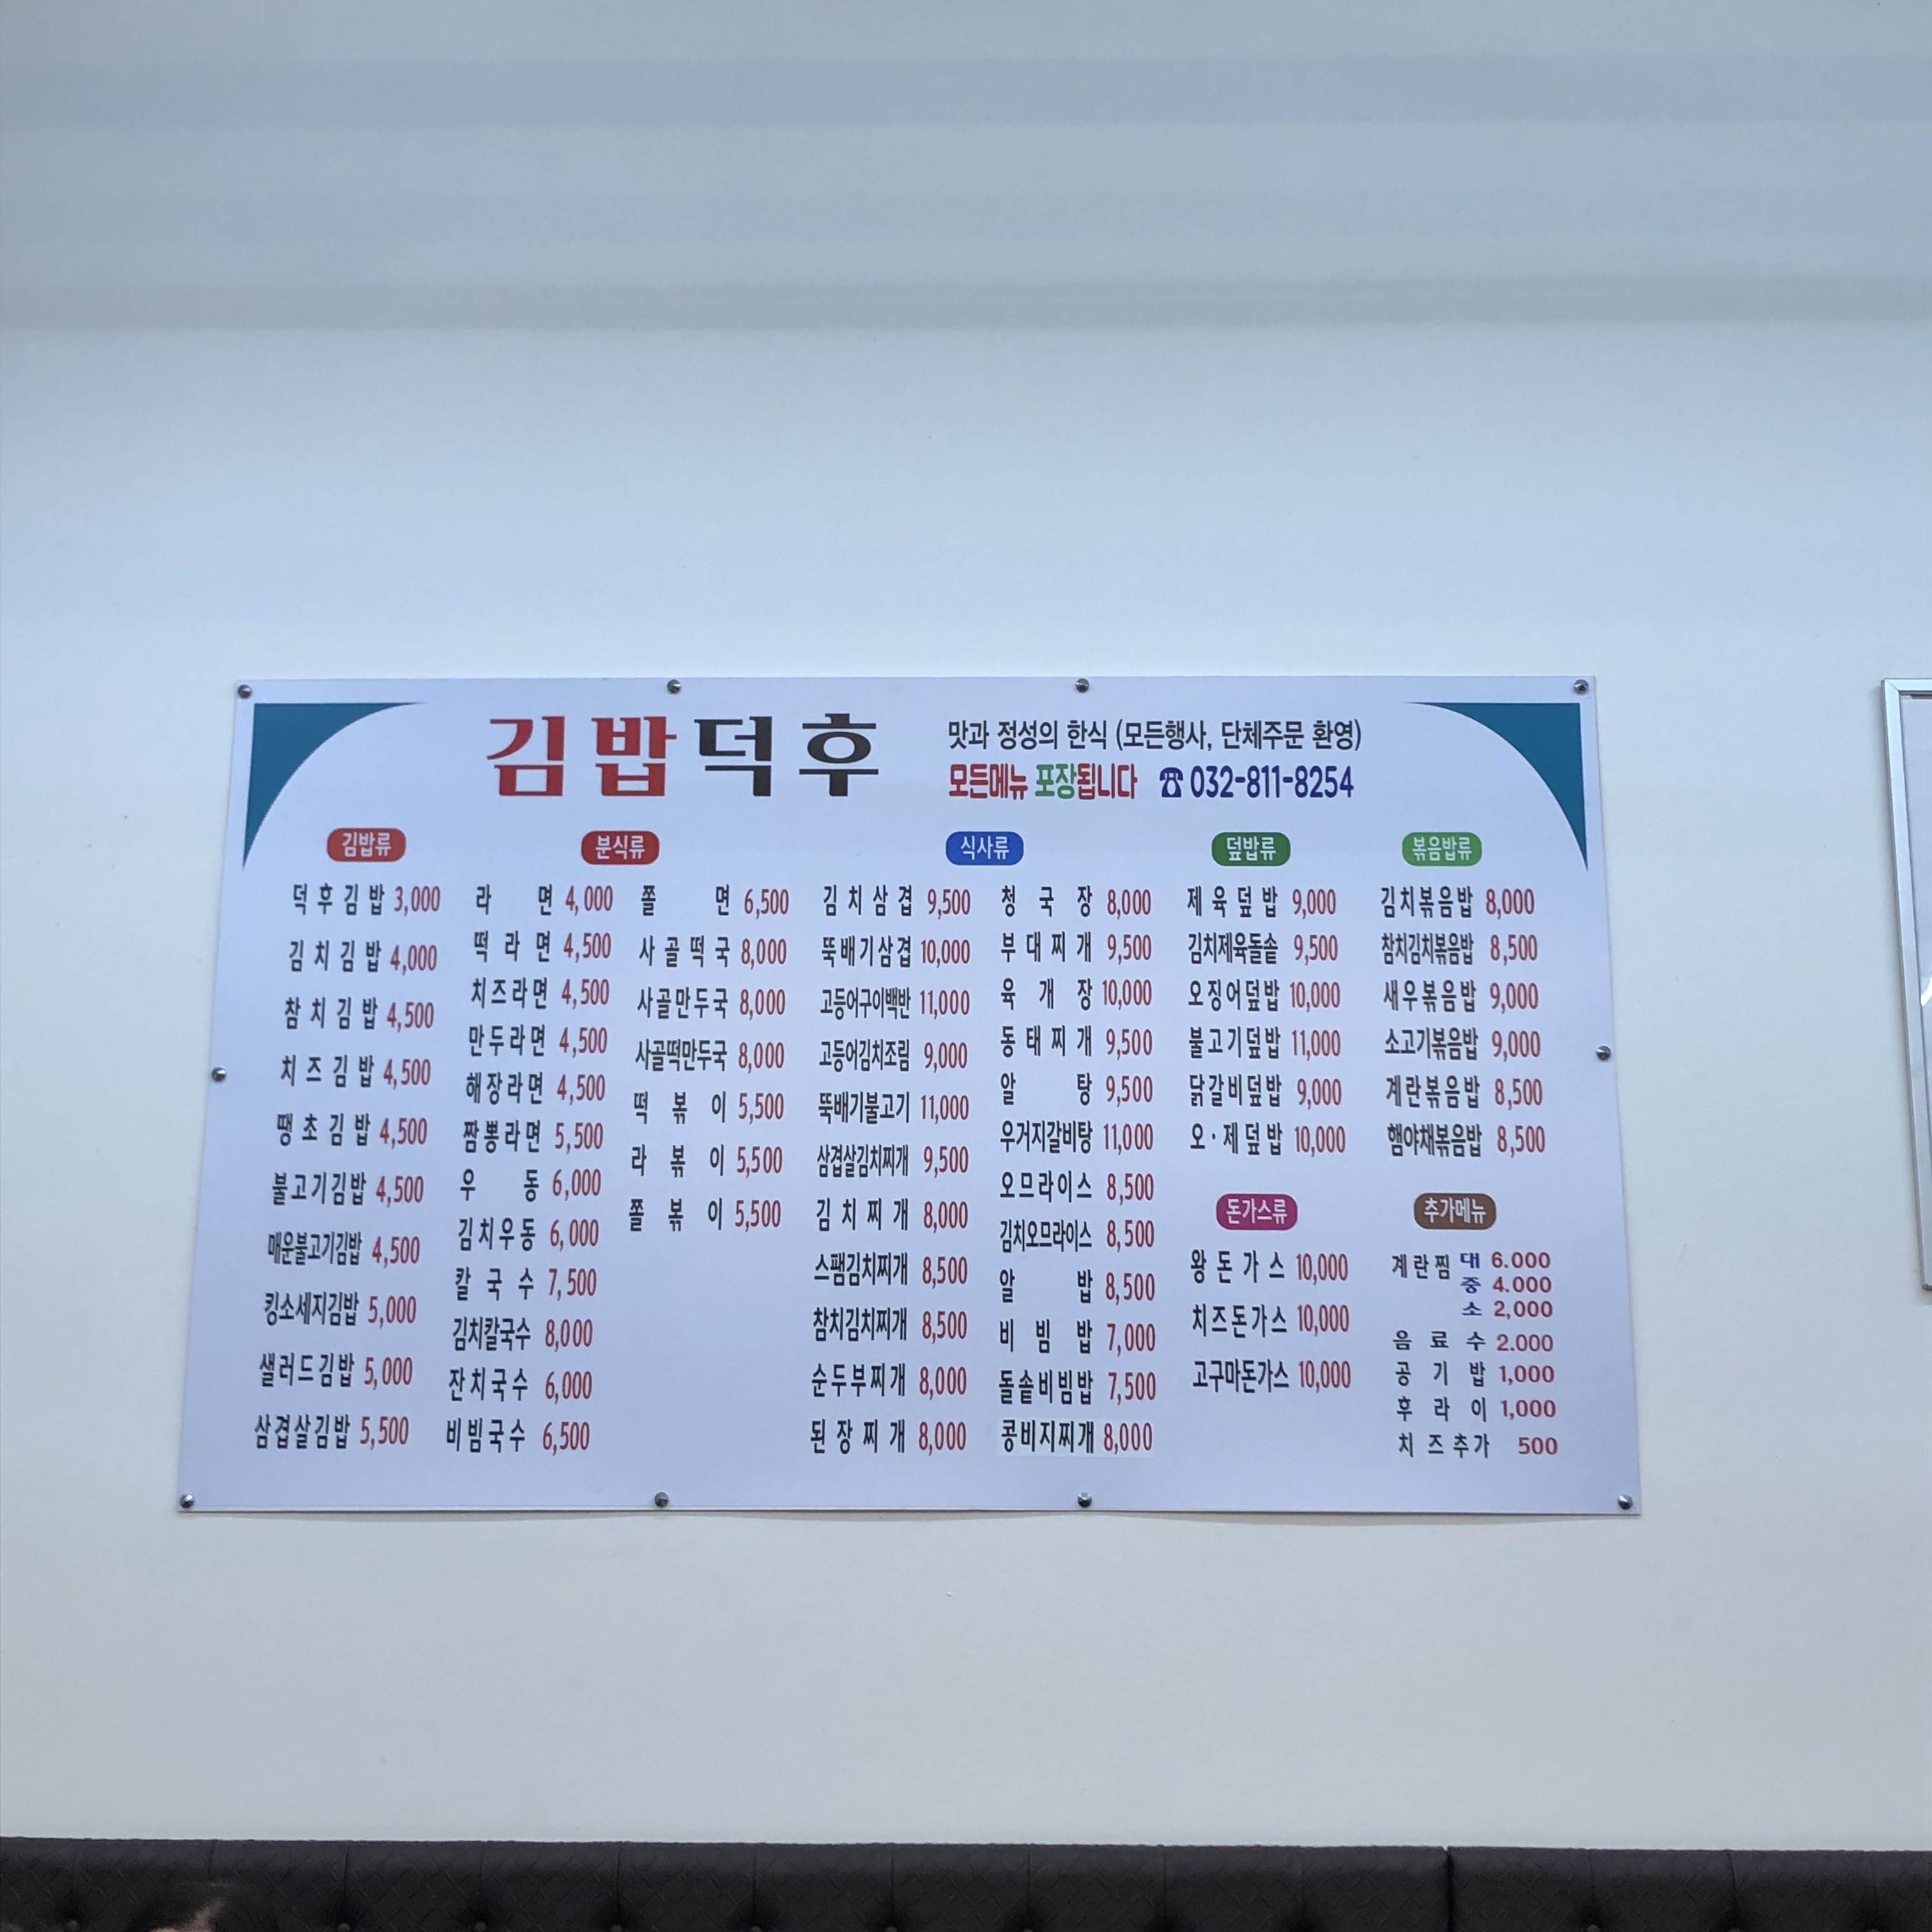 김밥덕후
맛과 정성의 한식 (모든행사, 단체주문 환영)
모든메뉴 포장됩니다 ☎ 032-811-8254
김밥류
덕후김밥 3,000
김치김밥 4,000
참치김밥 4,500
치즈김밥 4,500
땡초김밥 4,500
불고기김밥 4,500
매운불고기김밥 4,500
킹소세지김밥 5,000
샐러드김밥 5,000
삼겹살김밥 5,500
분식류
라면 4,000
떡라면 4,500
치즈라면 4,500
만두라면 4,500
해장라면 4,500
짬뽕라면 5,500
우동 6,000
김치우동 6,000
칼국수 7,500
김치칼국수 8,000
잔치국수 6,000
비빔국수 6,500
쫄면 6,500
사골떡국 8,000
사골만두국 8,000
사골떡만두국 8,000
떡볶이 5,500
라볶이 5,500
쫄볶이 5,500
식사류
김치삼겹 9,500
뚝배기삼겹 10,000
고등어구이백반 11,000
고등어김치조림 9,000
뚝배기불고기 11,000
삼겹살김치찌개 9,500
김치찌개 8,000
스팸김치찌개 8,500
참치김치찌개 8,500
순두부찌개 8,000
된장찌개 8,000
청국장 8,000
부대찌개 9,500
육개장 10,000
동태찌개 9,500
알탕 9,500
우거지갈비탕 11,000
오므라이스 8,500
김치오므라이스 8,500
알밥 8,500
비빔밥 7,000
돌솥비빔밥 7,500
콩비지찌개 8,000
덮밥류
제육덮밥 9,000
김치제육돌솥 9,500
오징어덮밥 10,000
불고기덮밥 11,000
닭갈비덮밥 9,000
오·제덮밥 10,000
돈가스류
왕돈가스 10,000
치즈돈가스 10,000
고구마돈가스 10,000
볶음밥류
김치볶음밥 8,000
참치김치볶음밥 8,500
새우볶음밥 9,000
소고기볶음밥 9,000
계란볶음밥 8,500
햄야채볶음밥 8,500
추가메뉴
계란찜 대 6.000
중 4.000
소 2,000
음료수 2.000
공기밥 1,000
후라이 1,000
치즈추가 500